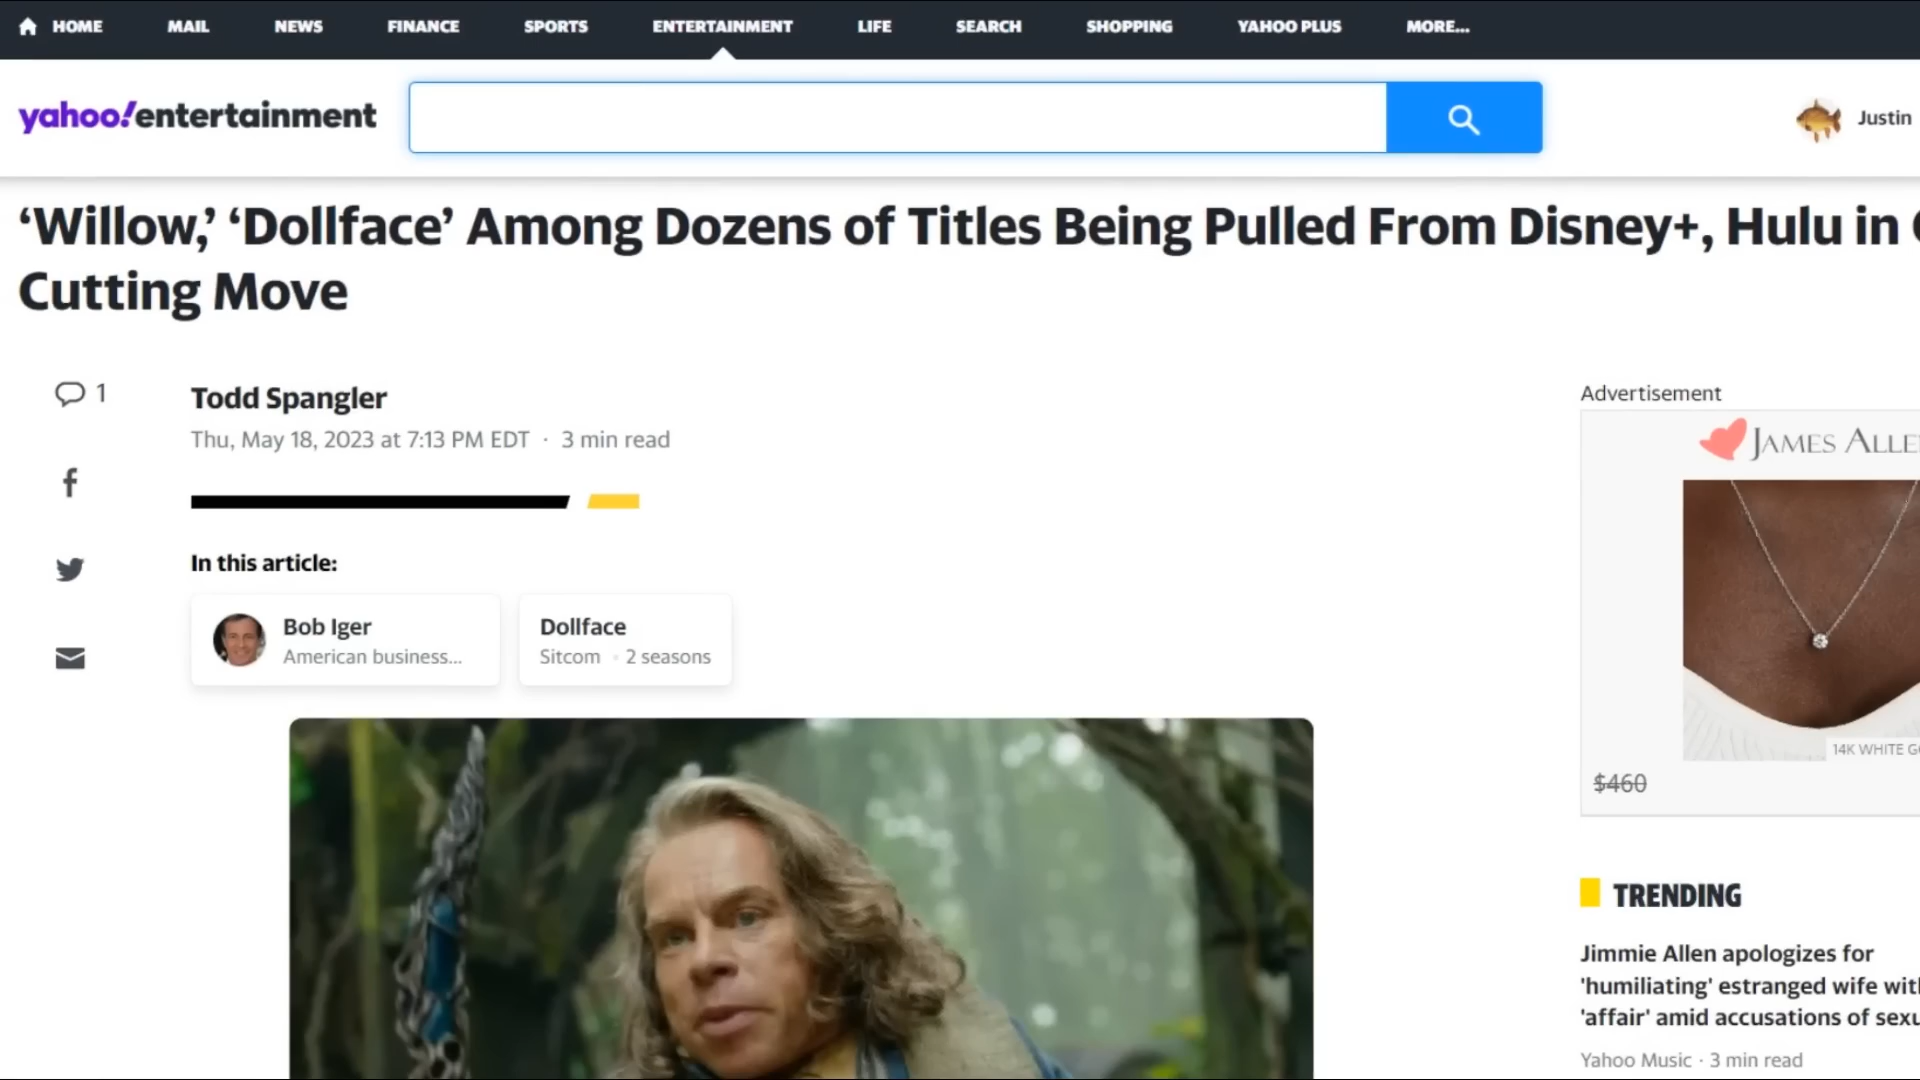 HOME MAIL NEWS FINANCE SPORTS ENTERTAINMENT LIFE SEARCH SHOPPING YAHOO PLUS MORE...
yahoo!entertainment
Justin
‘Willow,’ ‘Dollface’ Among Dozens of Titles Being Pulled From Disney+, Hulu in
Cutting Move
1
Todd Spangler
Thu, May 18, 2023 at 7:13 PM EDT · 3 min read
In this article:
Bob Iger
American business...
Dollface
Sitcom · 2 seasons
Advertisement
JAMES ALLE
14K WHITE G
$460
TRENDING
Jimmie Allen apologizes for
'humiliating' estranged wife wit
'affair' amid accusations of sexu
Yahoo Music · 3 min read